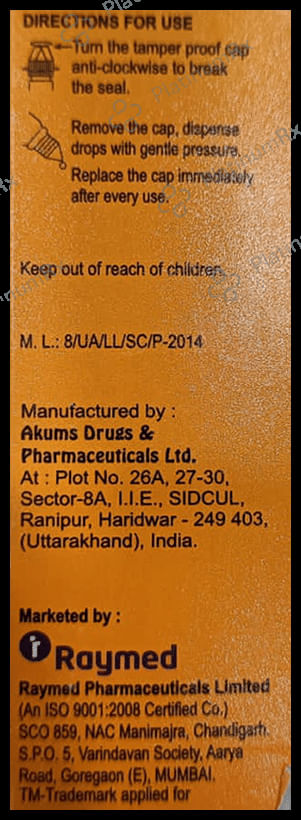 DIRECTIONS FOR USE
Turn the tamper proof cap
anti-clockwise to break
the seal.
Remove the cap, dispense
drops with gentle pressure.
Replace the cap immediately
after every use.
Keep out of reach of children.
M. L.: 8/UA/LL/SC/P-2014
Manufactured by :
Akums Drugs &
Pharmaceuticals Ltd.
At : Plot No. 26A, 27-30,
Sector-8A, I.I.E., SIDCUL,
Ranipur, Haridwar - 249 403,
(Uttarakhand), India.
Marketed by :
r Raymed
Raymed Pharmaceuticals Limited
(An ISO 9001:2008 Certified Co.)
SCO 859, NAC Manimajra, Chandigarh.
S.P.O. 5, Varindavan Society, Aarya
Road, Goregaon (E), MUMBAI.
TM-Trademark applied for